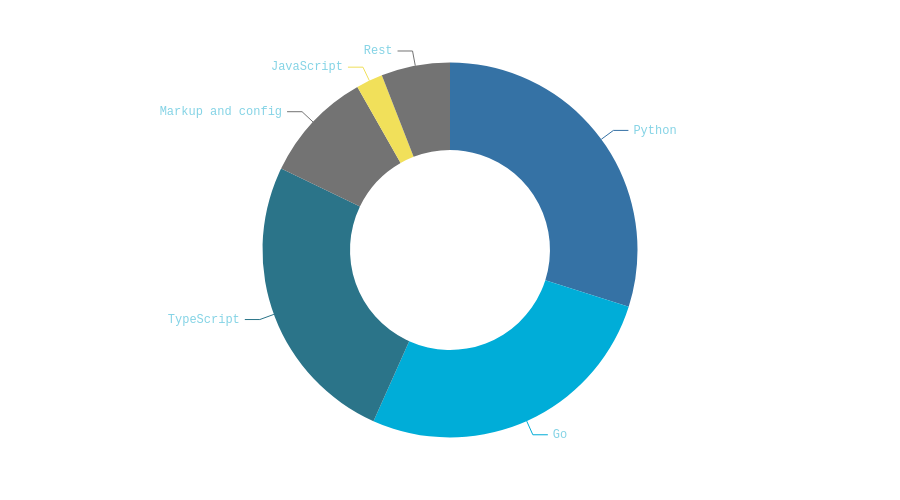 Rest
JavaScript
Markup and config
Python
TypeScript
Go